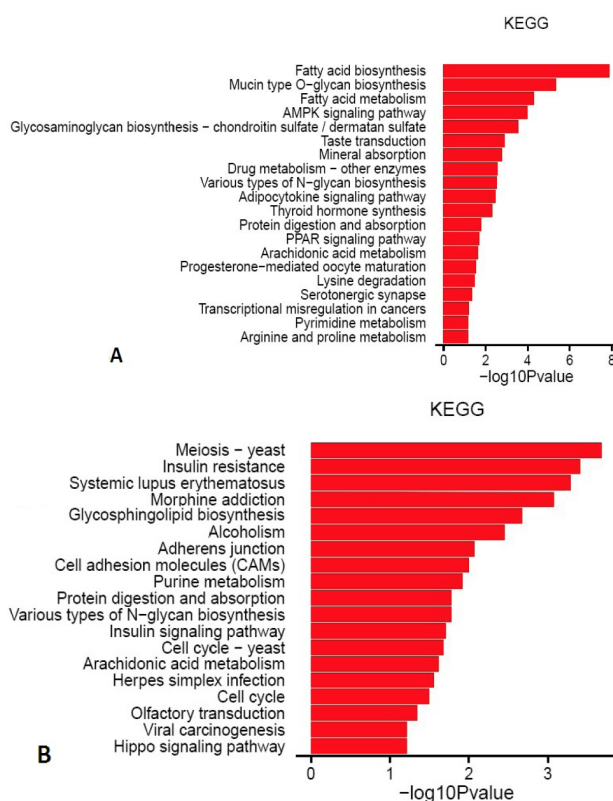 KEGG
Fatty acid biosynthesis
Mucin type O−glycan biosynthesis
Fatty acid metabolism
AMPK signaling pathway
Glycosaminoglycan biosynthesis − chondroitin sulfate / dermatan sulfate
Taste transduction
Mineral absorption
Drug metabolism − other enzymes
Various types of N−glycan biosynthesis
Adipocytokine signaling pathway
Thyroid hormone synthesis
Protein digestion and absorption
PPAR signaling pathway
Arachidonic acid metabolism
Progesterone−mediated oocyte maturation
Lysine degradation
Serotonergic synapse
Transcriptional misregulation in cancers
Pyrimidine metabolism
Arginine and proline metabolism
0 2 4 6 8
−log10Pvalue
A
KEGG
Meiosis − yeast
Insulin resistance
Systemic lupus erythematosus
Morphine addiction
Glycosphingolipid biosynthesis
Alcoholism
Adherens junction
Cell adhesion molecules (CAMs)
Purine metabolism
Protein digestion and absorption
Various types of N−glycan biosynthesis
Insulin signaling pathway
Cell cycle − yeast
Arachidonic acid metabolism
Herpes simplex infection
Cell cycle
Olfactory transduction
Viral carcinogenesis
Hippo signaling pathway
B
0 1 2 3
−log10Pvalue